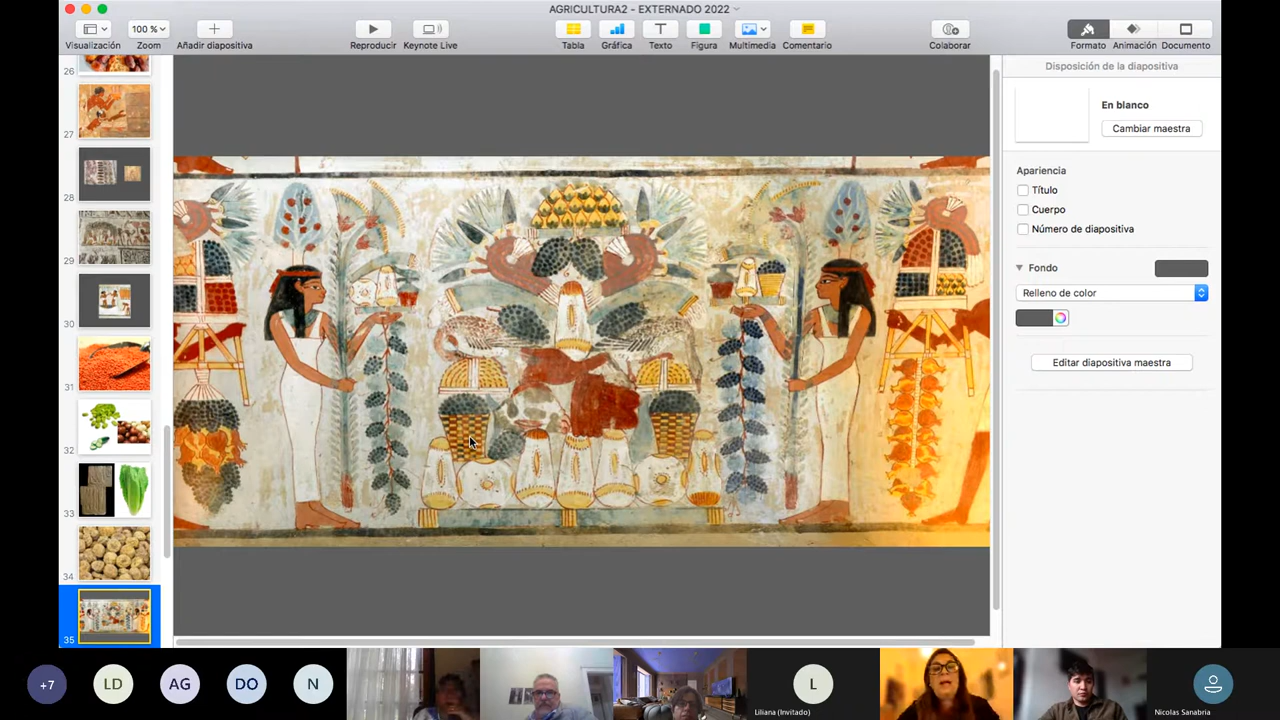 AGRICULTURA2 - EXTERNADO 2022
100 %
Visualización Zoom Añadir diapositiva Reproducir Keynote Live Tabla Gráfica Texto Figura Multimedia Comentario Colaborar Formato Animación Documento
Disposición de la diapositiva
En blanco
Cambiar maestra
Apariencia
Título
Cuerpo
Número de diapositiva
Fondo
Relleno de color
Editar diapositiva maestra
26
27
28
29
30
31
32
33
34
35
+7 LD AG DO N L
Liliana (Invitado)
Nicolas Sanabria